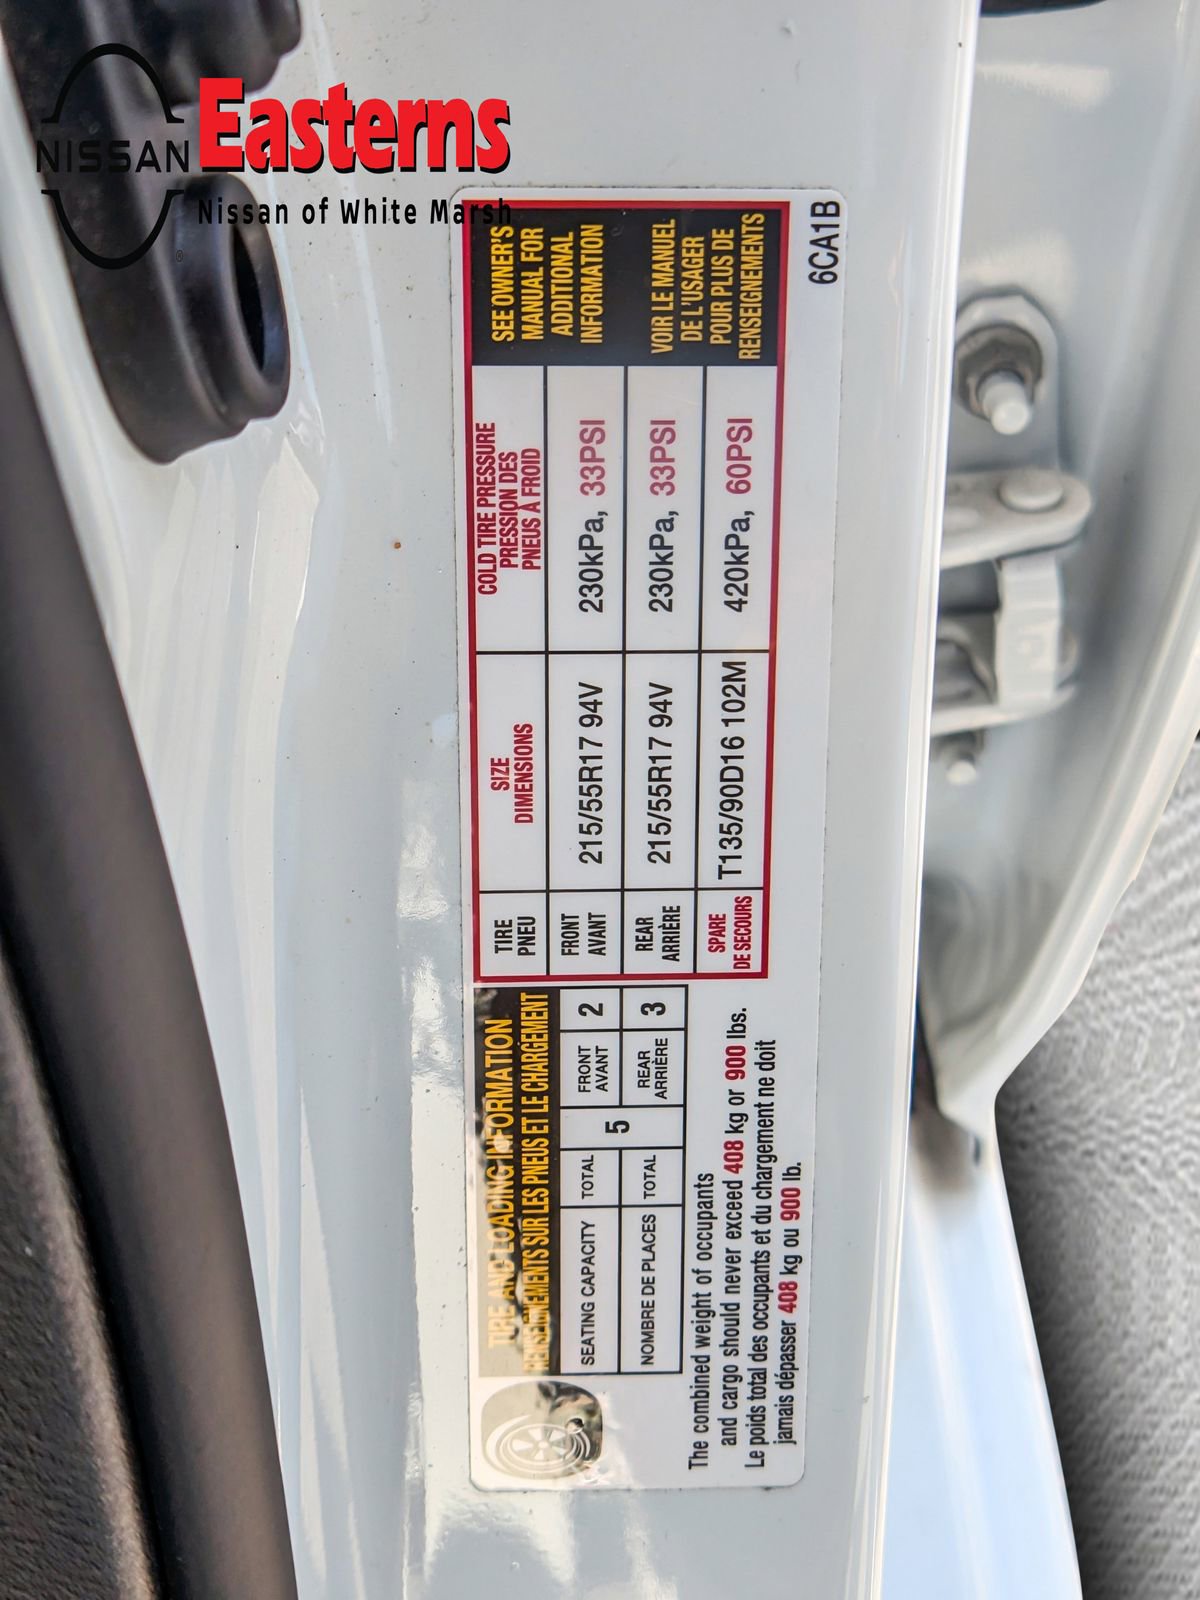 NISSAN
Easterns
Nissan of White Marsh
®
TIRE AND LOADING INFORMATION
RENSEIGNEMENTS SUR LES PNEUS ET LE CHARGEMENT
SEATING CAPACITY TOTAL 5 FRONT AVANT 2
NOMBRE DE PLACES TOTAL REAR ARRIÈRE 3
The combined weight of occupants
and cargo should never exceed 408 kg or 900 lbs.
Le poids total des occupants et du chargement ne doit
jamais dépasser 408 kg ou 900 lb.
TIRE
PNEU
SIZE
DIMENSIONS
COLD TIRE PRESSURE
PRESSION DES
PNEUS À FROID
FRONT
AVANT
215/55R17 94V
230kPa, 33PSI
REAR
ARRIÈRE
215/55R17 94V
230kPa, 33PSI
SPARE
DE SECOURS
T135/90D16 102M
420kPa, 60PSI
SEE OWNER'S
MANUAL FOR
ADDITIONAL
INFORMATION
VOIR LE MANUEL
DE L'USAGER
POUR PLUS DE
RENSEIGNEMENTS
6CA1B